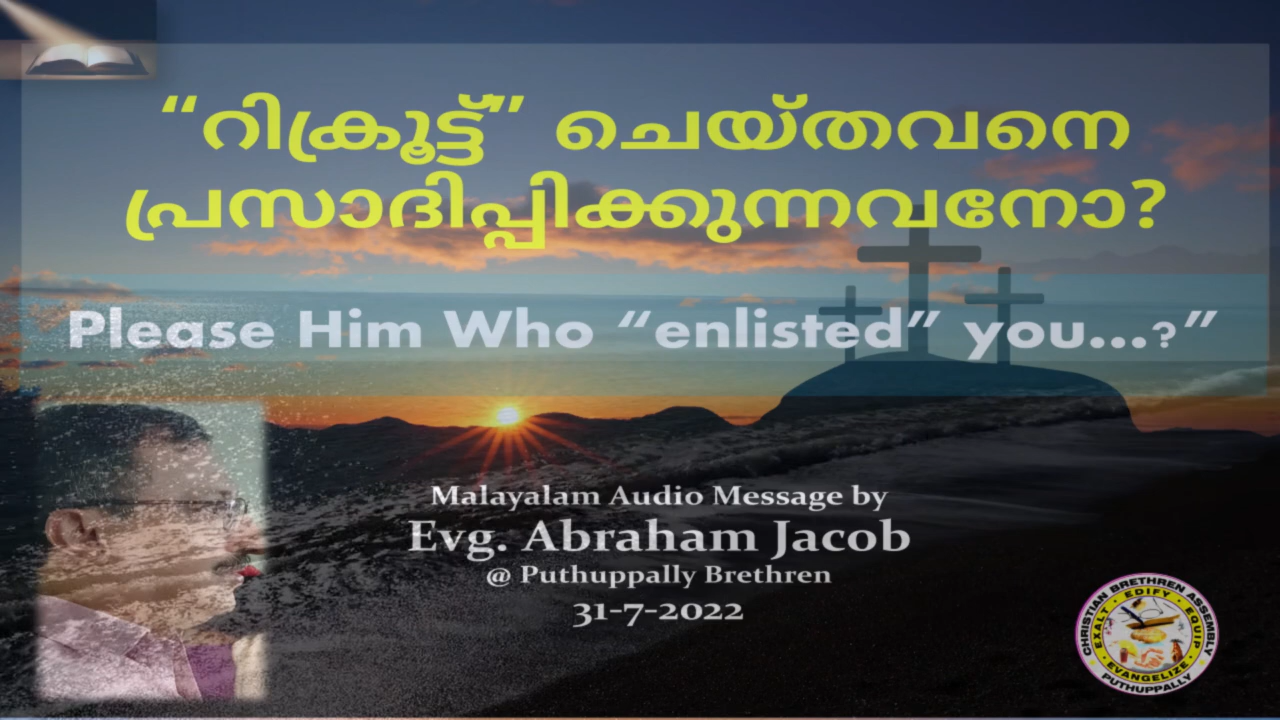 “റിക്രൂട്ട്” ചെയ്തവനെ
പ്രസാദിപ്പിക്കുന്നവനോ?
Please Him Who “enlisted” you...?”
Malayalam Audio Message by
Evg. Abraham Jacob
@ Puthuppally Brethren
31-7-2022
CHRISTIAN BRETHREN ASSEMBLY
EXALT · EDIFY · EQUIP
EVANGELIZE
PUTHUPPALLY